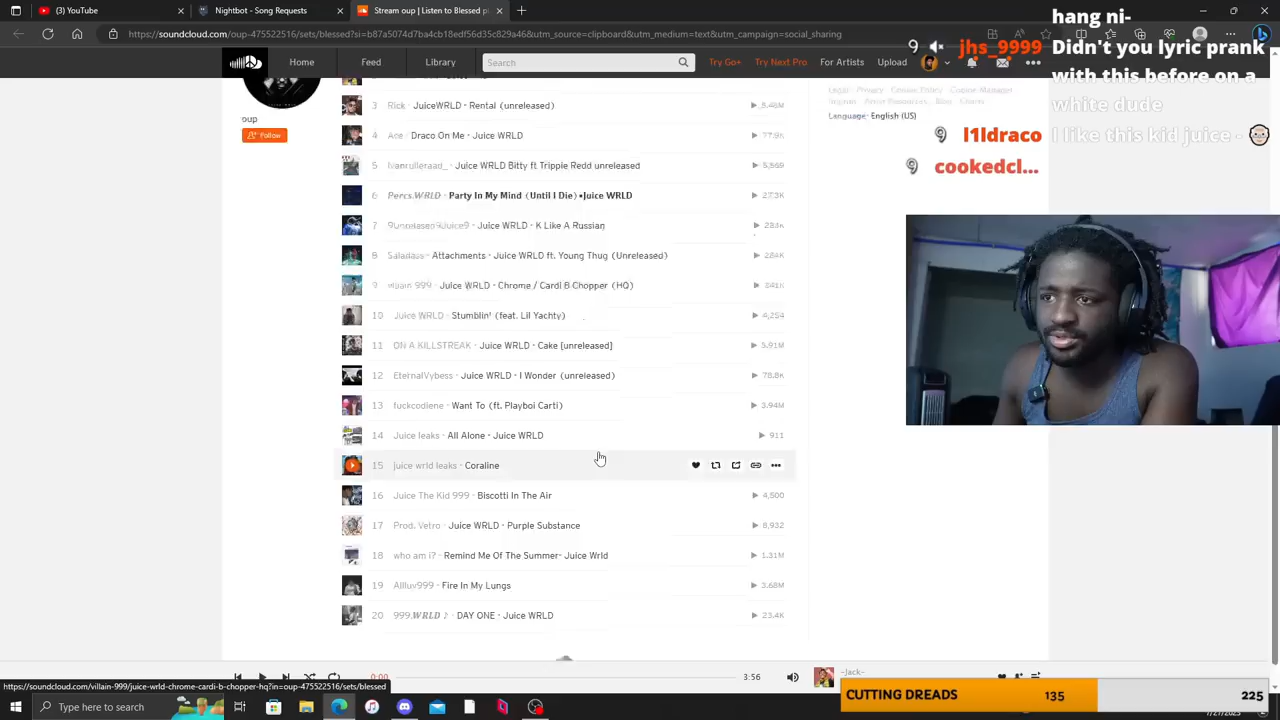 (3) YouTube
Nightbot - Song Requests
Stream oup | Listen to Blessed p
https://soundcloud.com/oup-475522516/sets/blessed?si=b87a5074d7ba4cb18edf56d35c829a46&utm_source=clipboard&utm_medium=text&utm_campaign=social_sharing
Home
Feed
Library
Search
Try Go+
Try Next Pro
For Artists
Upload
hang ni-
jhs_9999 Didn't you lyric prank
with this before on a
white dude
l1ldraco I like this kid juice -
cookedcl...
oup
Follow
Legal · Privacy · Cookie Policy · Cookie Manager
Imprint · Artist Resources · Blog · Charts
Language: English (US)
3 Rick · JuiceWRLD - Rental (unreleased) 5.48M
4 Ace · Draco On Me - Juice WRLD 77.9K
5 Juice WRLD Bitty ft Trippie Redd unreleased 5,569
6 Percs.WRLD · Party In My Mind (Until I Die)•Juice WRLD 27.3K
7 Juice WRLD - K Like A Russian
8 Attachments - Juice WRLD ft. Young Thug (Unreleased)
9 villain 999 · Juice WRLD - Chrome / Cardi B Chopper (HQ)
10 Juice WRLD · Stumblin' (feat. Lil Yachty) 4,254
11 ON A KILLSTREAK · Juice WRLD - Cake [unreleased] 5.91M
12 EternalVybess · Juice WRLD - I Wonder (unreleased) 78.8K
13 fuckcodiene · Want To (ft. Playboi Carti) 3.94M
14 Juice leaks · All Alone - Juice WRLD 911
15 juice wrld leaks · Coraline
16 Juice The Kid 999 · Biscotti In The Air 4,500
17 Prod. Vetro · Juice WRLD - Purple Substance 8,932
18 who am i? · Remind Me Of The Summer- Juice Wrld 1.31M
19 Allluv999 · Fire In My Lungs 3.68M
20 999.WRLD ♪ · DAY ONE - Juice WRLD 23.4K
0:00
3:56
~Jack~
https://soundcloud.com/villain-999/juice-wrld-chrome-cardi-b-chopper-hq?in=oup-475522516/sets/blessed
CUTTING DREADS 135 225
Type here to search
7/27/2023